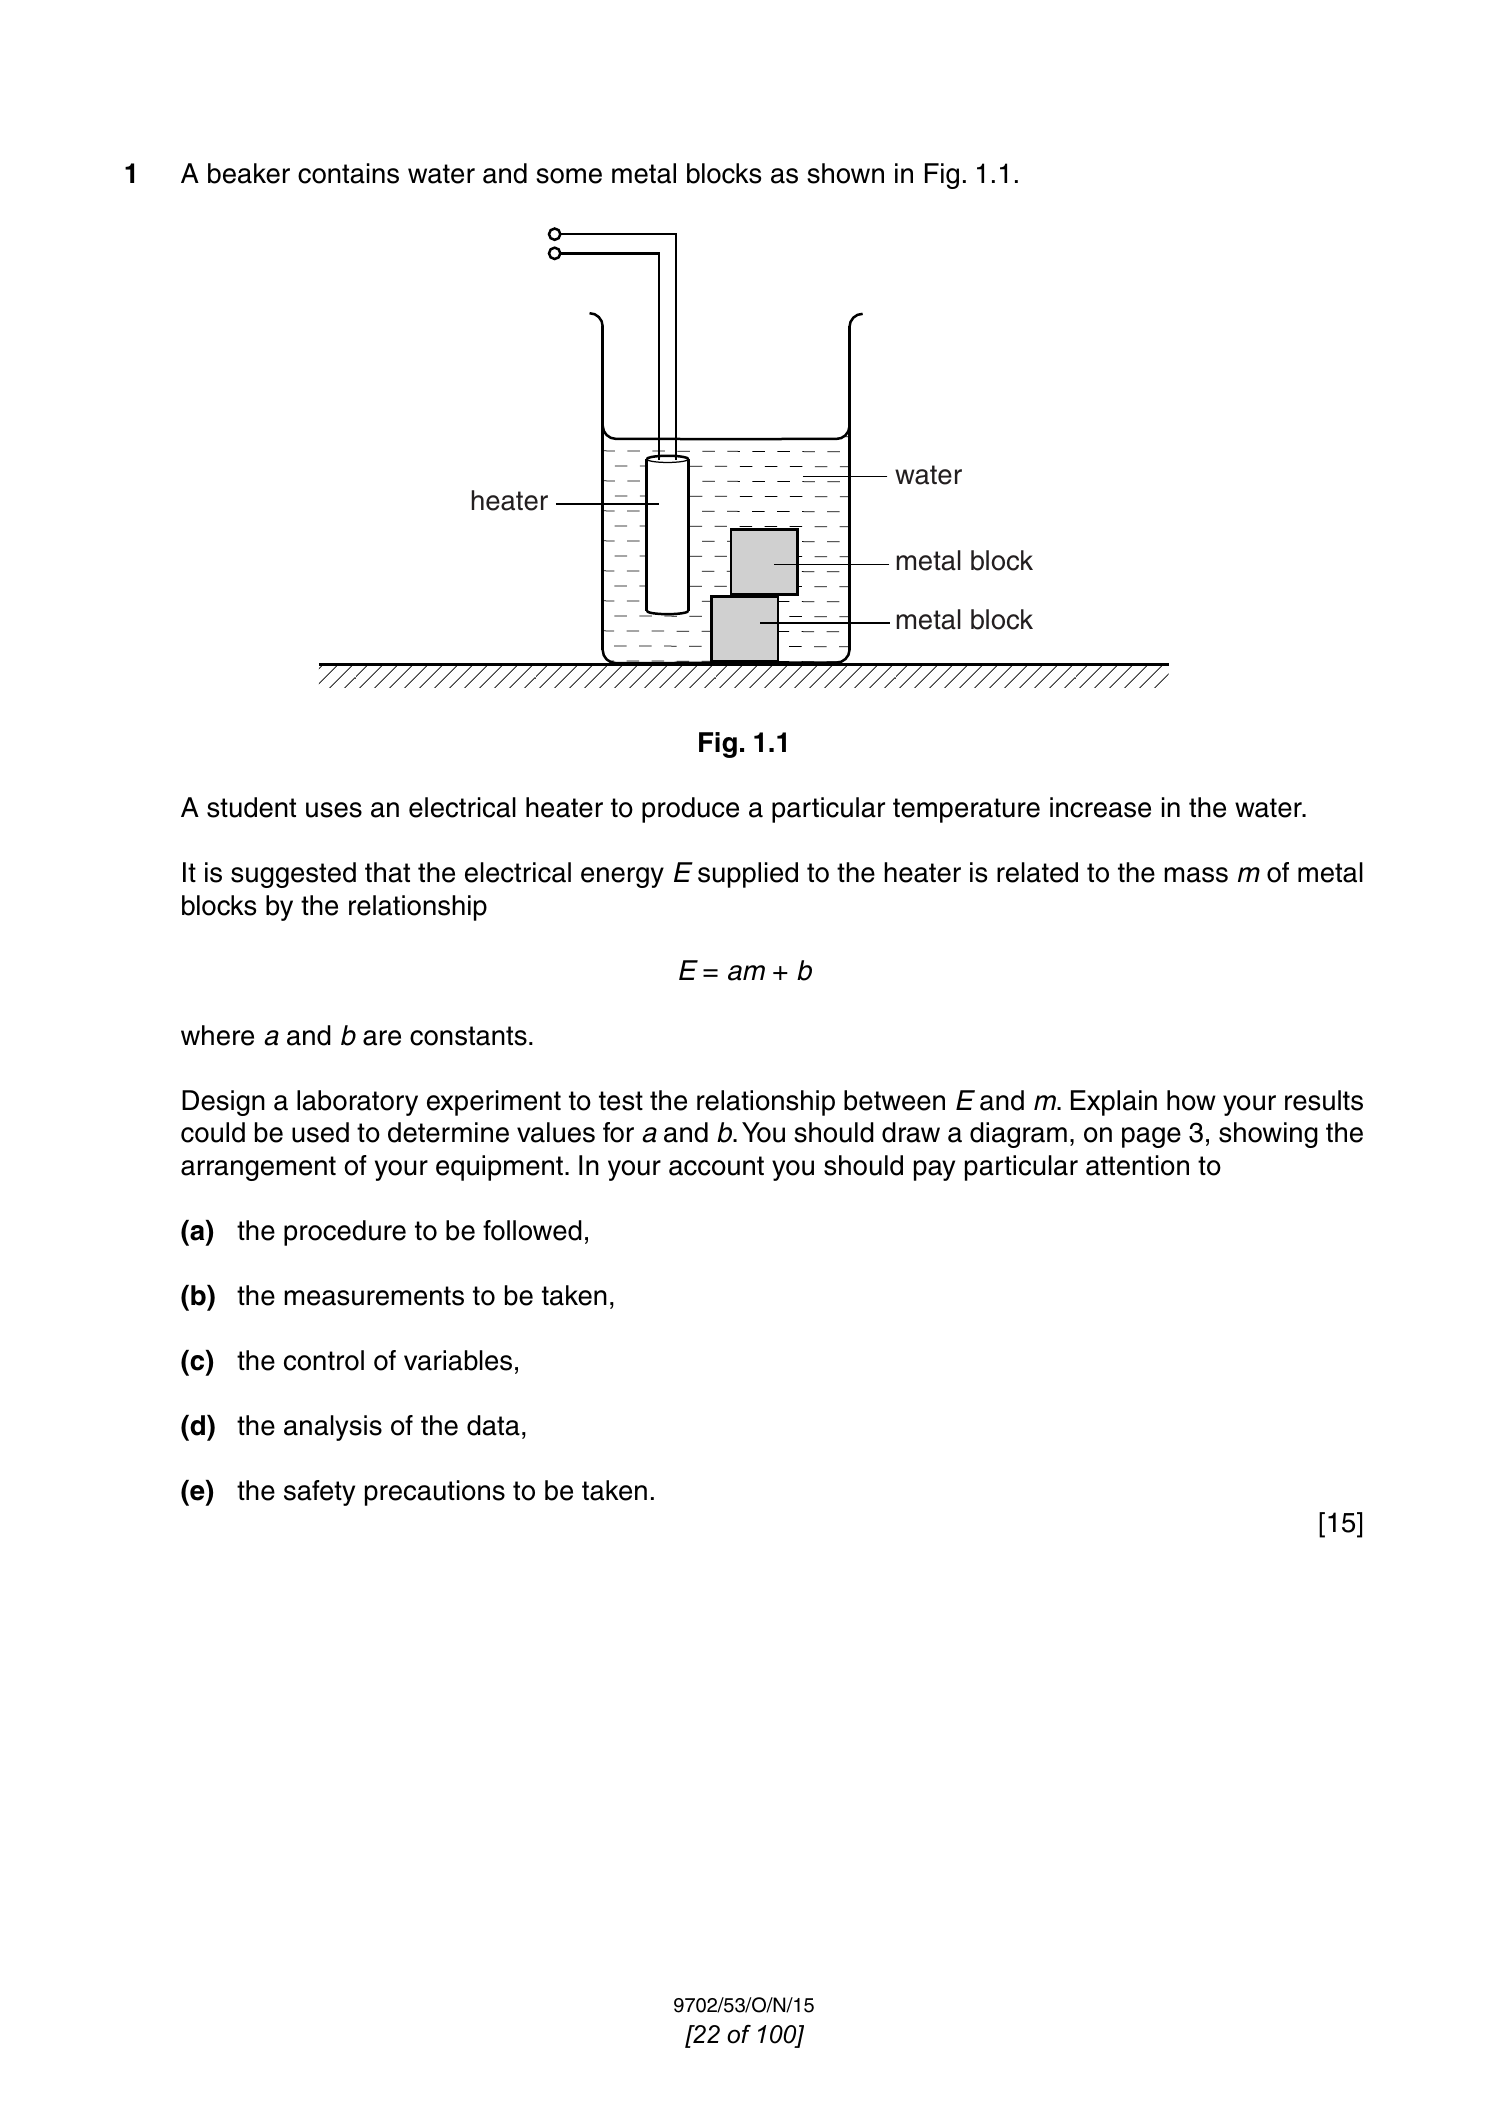 1 A beaker contains water and some metal blocks as shown in Fig. 1.1.
water
heater
metal block
metal block
Fig. 1.1
A student uses an electrical heater to produce a particular temperature increase in the water.
It is suggested that the electrical energy E supplied to the heater is related to the mass m of metal
blocks by the relationship
E = am + b
where a and b are constants.
Design a laboratory experiment to test the relationship between E and m. Explain how your results
could be used to determine values for a and b. You should draw a diagram, on page 3, showing the
arrangement of your equipment. In your account you should pay particular attention to
(a) the procedure to be followed,
(b) the measurements to be taken,
(c) the control of variables,
(d) the analysis of the data,
(e) the safety precautions to be taken.
[15]
9702/53/O/N/15
[22 of 100]